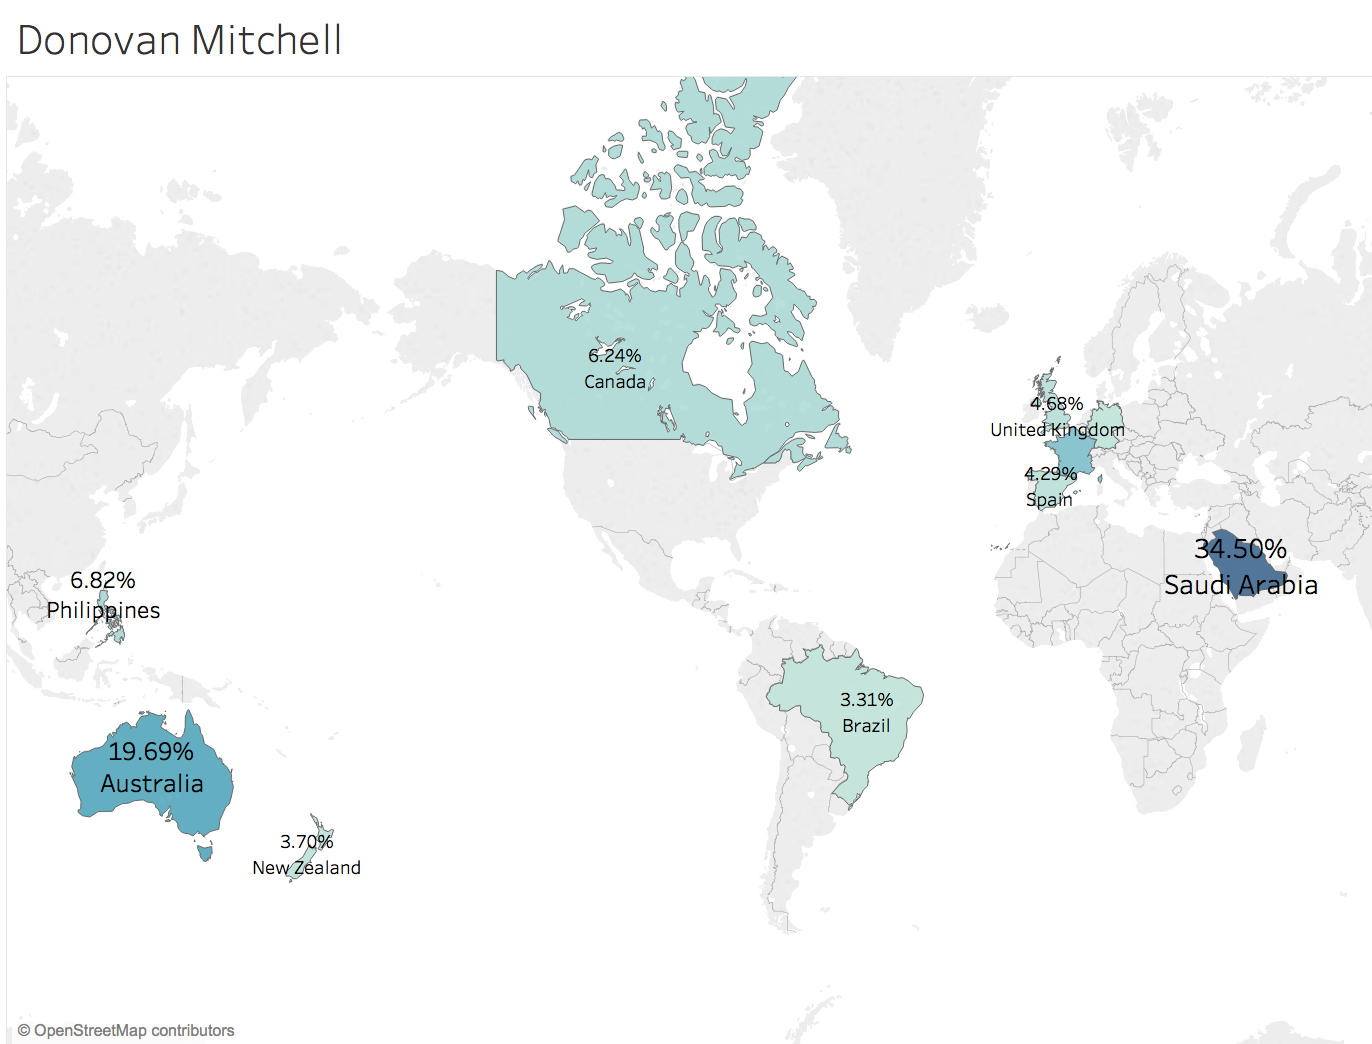 Donovan Mitchell
6.24%
Canada
4.68%
United Kingdom
4.29%
Spain
34.50%
Saudi Arabia
6.82%
Philippines
3.31%
Brazil
19.69%
Australia
3.70%
New Zealand
© OpenStreetMap contributors